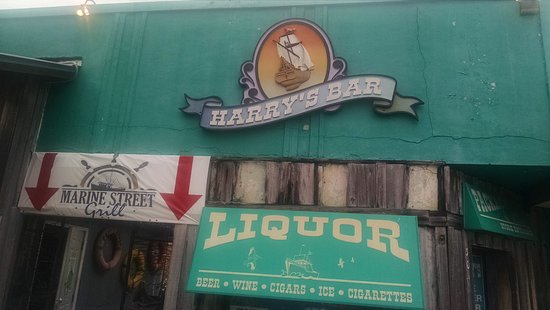 HARRY'S BAR
MARINE STREET
Grill
LIQUOR
BEER • WINE • CIGARS • ICE • CIGARETTES